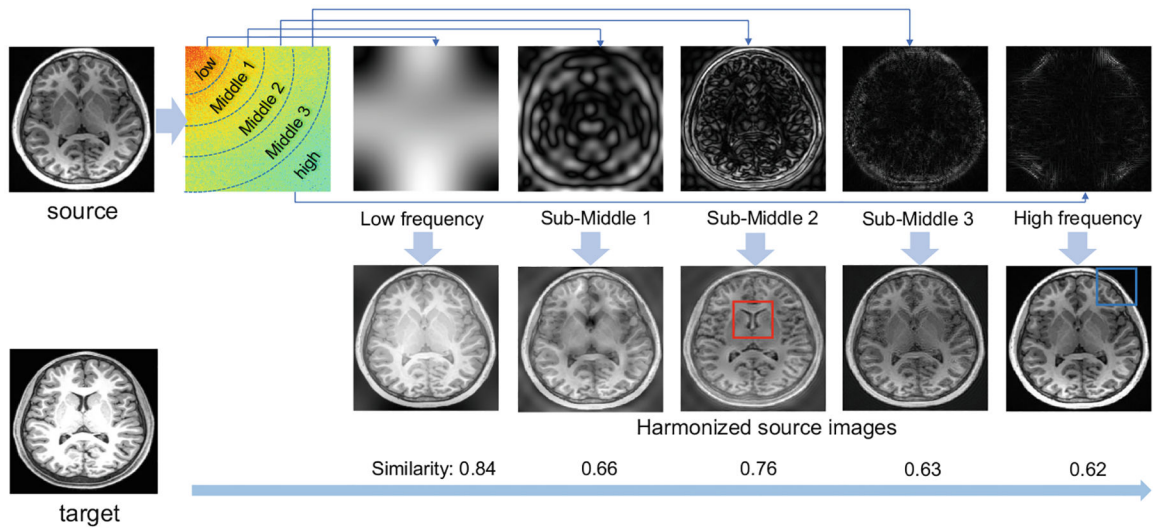 low
Middle 1
Middle 2
Middle 3
high
source
Low frequency
Sub-Middle 1
Sub-Middle 2
Sub-Middle 3
High frequency
Harmonized source images
Similarity: 0.84
0.66
0.76
0.63
0.62
target